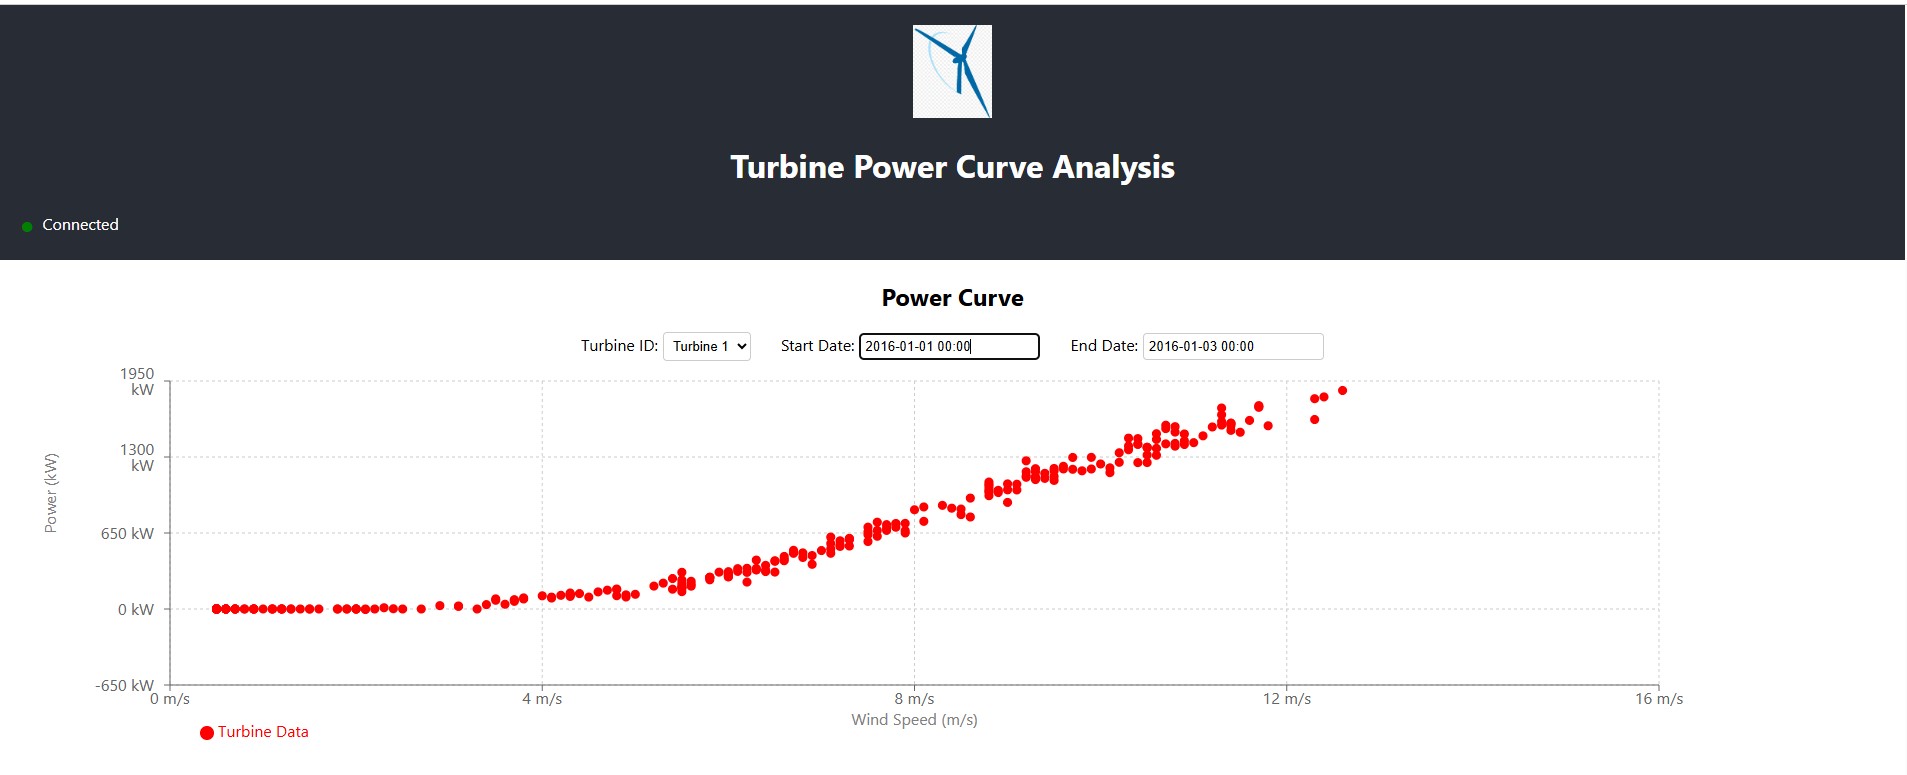 Turbine Power Curve Analysis
Connected
Power Curve
Turbine ID: Turbine 1 Start Date: 2016-01-01 00:00 End Date: 2016-01-03 00:00
1950
kW
1300
kW
Power (kW)
650 kW
0 kW
-650 kW
0 m/s 4 m/s 8 m/s 12 m/s 16 m/s
Wind Speed (m/s)
Turbine Data